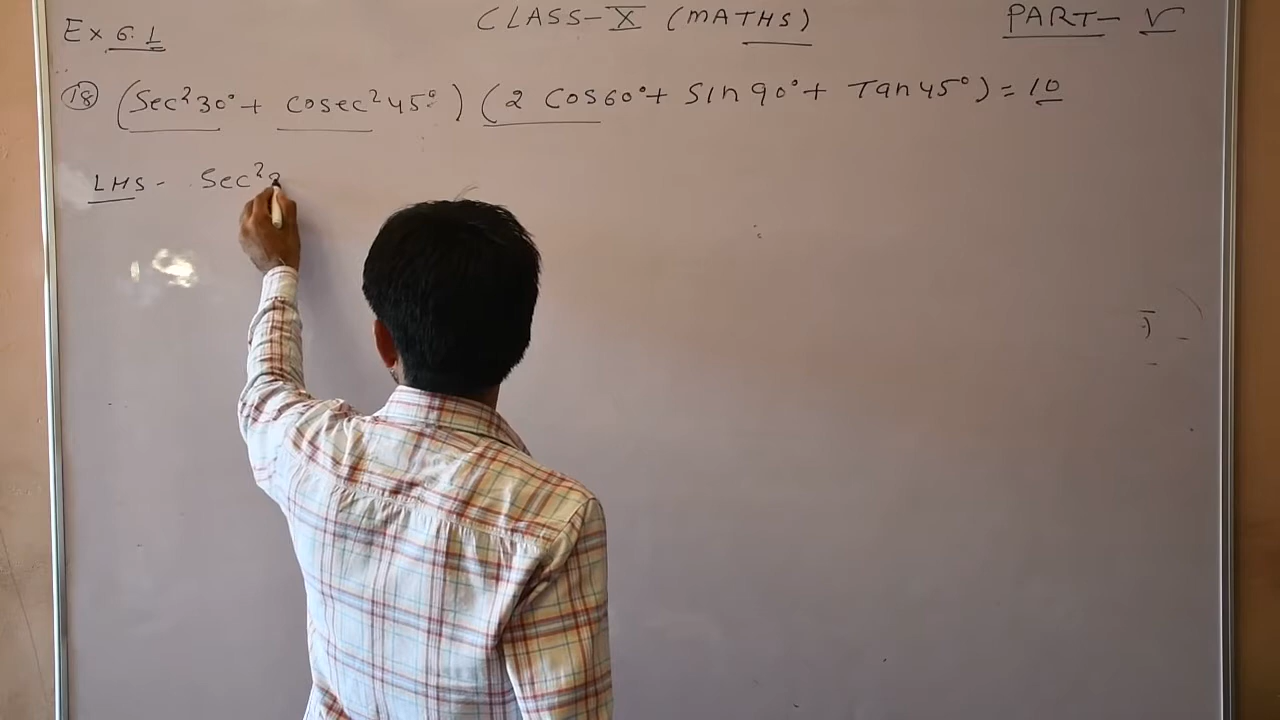 Ex 6.1 CLASS-X (MATHS) PART-V
18 (Sec²30°+ cosec²45°) (2 Cos60°+ Sin90°+ Tan45°) = 10
LHS- Sec²